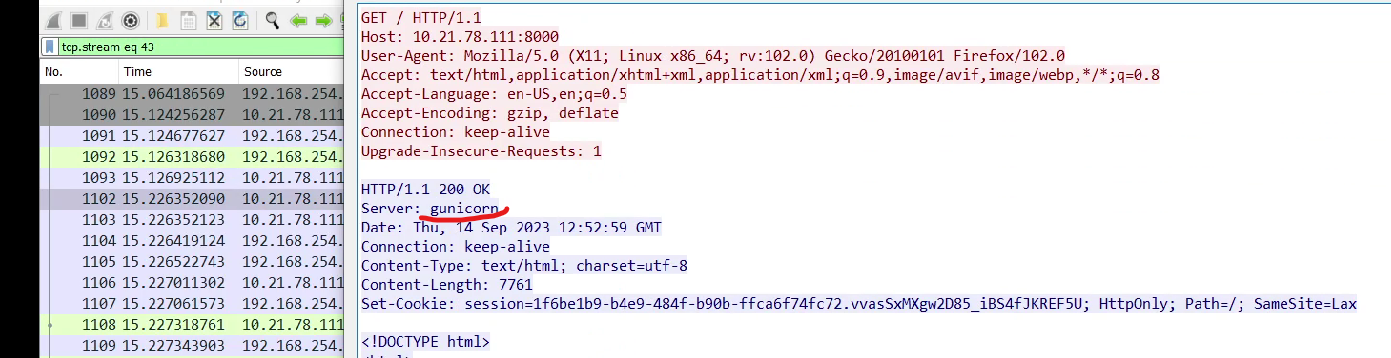 tcp.stream eq 43
No. Time Source
1089 15.064186569 192.168.254.
1090 15.124256287 10.21.78.111
1091 15.124677627 192.168.254.
1092 15.126318680 192.168.254.
1093 15.126925112 10.21.78.111
1102 15.226352090 10.21.78.111
1103 15.226352123 10.21.78.111
1104 15.226419124 192.168.254.
1105 15.226522743 192.168.254.
1106 15.227011302 10.21.78.111
1107 15.227061573 192.168.254.
1108 15.227318761 10.21.78.111
1109 15.227343903 192.168.254.
GET / HTTP/1.1
Host: 10.21.78.111:8000
User-Agent: Mozilla/5.0 (X11; Linux x86_64; rv:102.0) Gecko/20100101 Firefox/102.0
Accept: text/html,application/xhtml+xml,application/xml;q=0.9,image/avif,image/webp,*/*;q=0.8
Accept-Language: en-US,en;q=0.5
Accept-Encoding: gzip, deflate
Connection: keep-alive
Upgrade-Insecure-Requests: 1
HTTP/1.1 200 OK
Server: gunicorn
Date: Thu, 14 Sep 2023 12:52:59 GMT
Connection: keep-alive
Content-Type: text/html; charset=utf-8
Content-Length: 7761
Set-Cookie: session=1f6be1b9-b4e9-484f-b90b-ffca6f74fc72.vvasSxMXgw2D85_iBS4fJKREF5U; HttpOnly; Path=/; SameSite=Lax
<!DOCTYPE html>